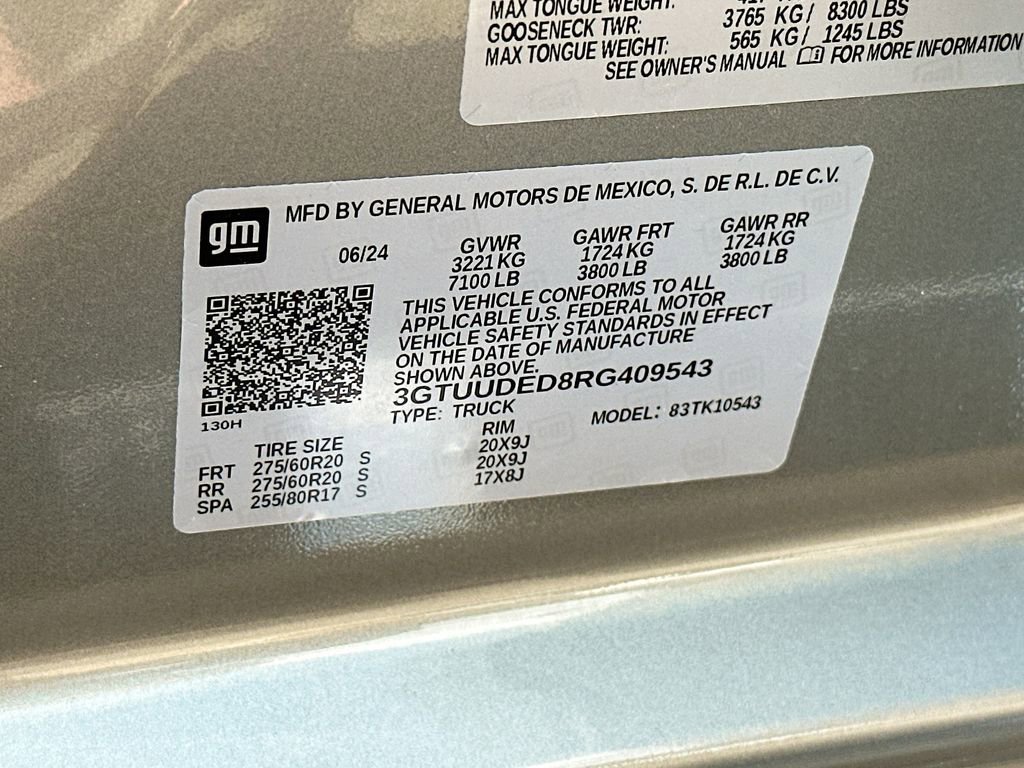 MAX TONGUE WEIGHT:
GOOSENECK TWR: 3765 KG/ 8300 LBS
MAX TONGUE WEIGHT: 565 KG/ 1245 LBS
SEE OWNER'S MANUAL FOR MORE INFORMATION
gm
MFD BY GENERAL MOTORS DE MEXICO, S. DE R.L. DE C.V.
06/24 GVWR GAWR FRT GAWR RR
3221 KG 1724 KG 1724 KG
7100 LB 3800 LB 3800 LB
THIS VEHICLE CONFORMS TO ALL
APPLICABLE U.S. FEDERAL MOTOR
VEHICLE SAFETY STANDARDS IN EFFECT
ON THE DATE OF MANUFACTURE
SHOWN ABOVE.
3GTUUDED8RG409543
130H
TYPE: TRUCK MODEL: 83TK10543
TIRE SIZE RIM
FRT 275/60R20 S 20X9J
RR 275/60R20 S 20X9J
SPA 255/80R17 S 17X8J